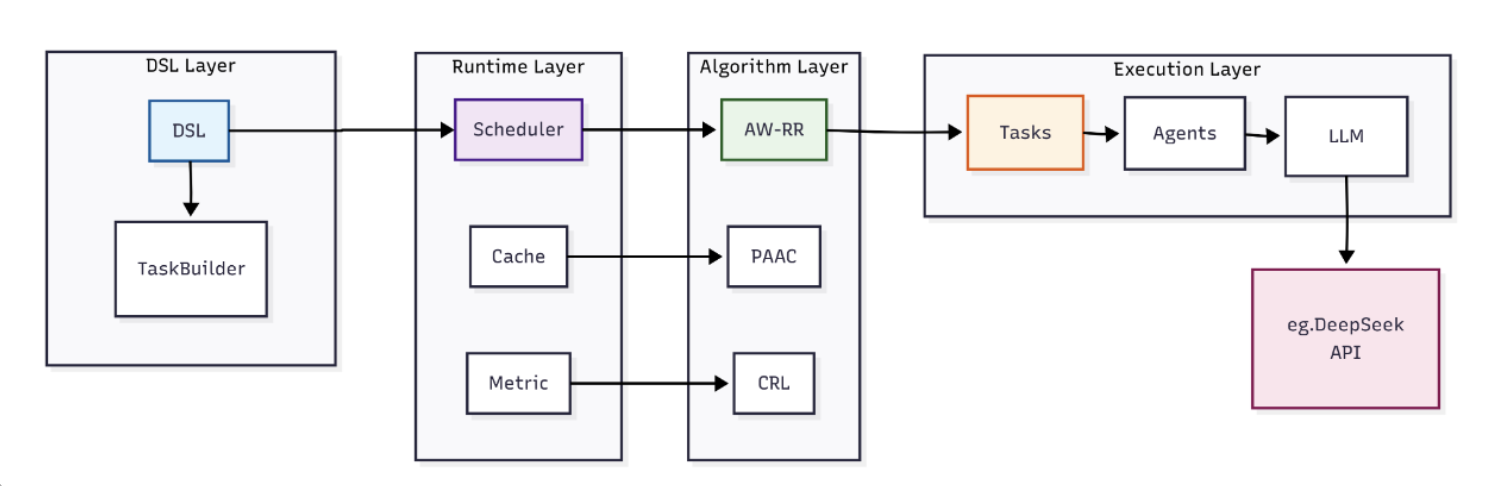 DSL Layer
DSL
TaskBuilder
Runtime Layer
Scheduler
Cache
Metric
Algorithm Layer
AW-RR
PAAC
CRL
Execution Layer
Tasks
Agents
LLM
eg.DeepSeek
API